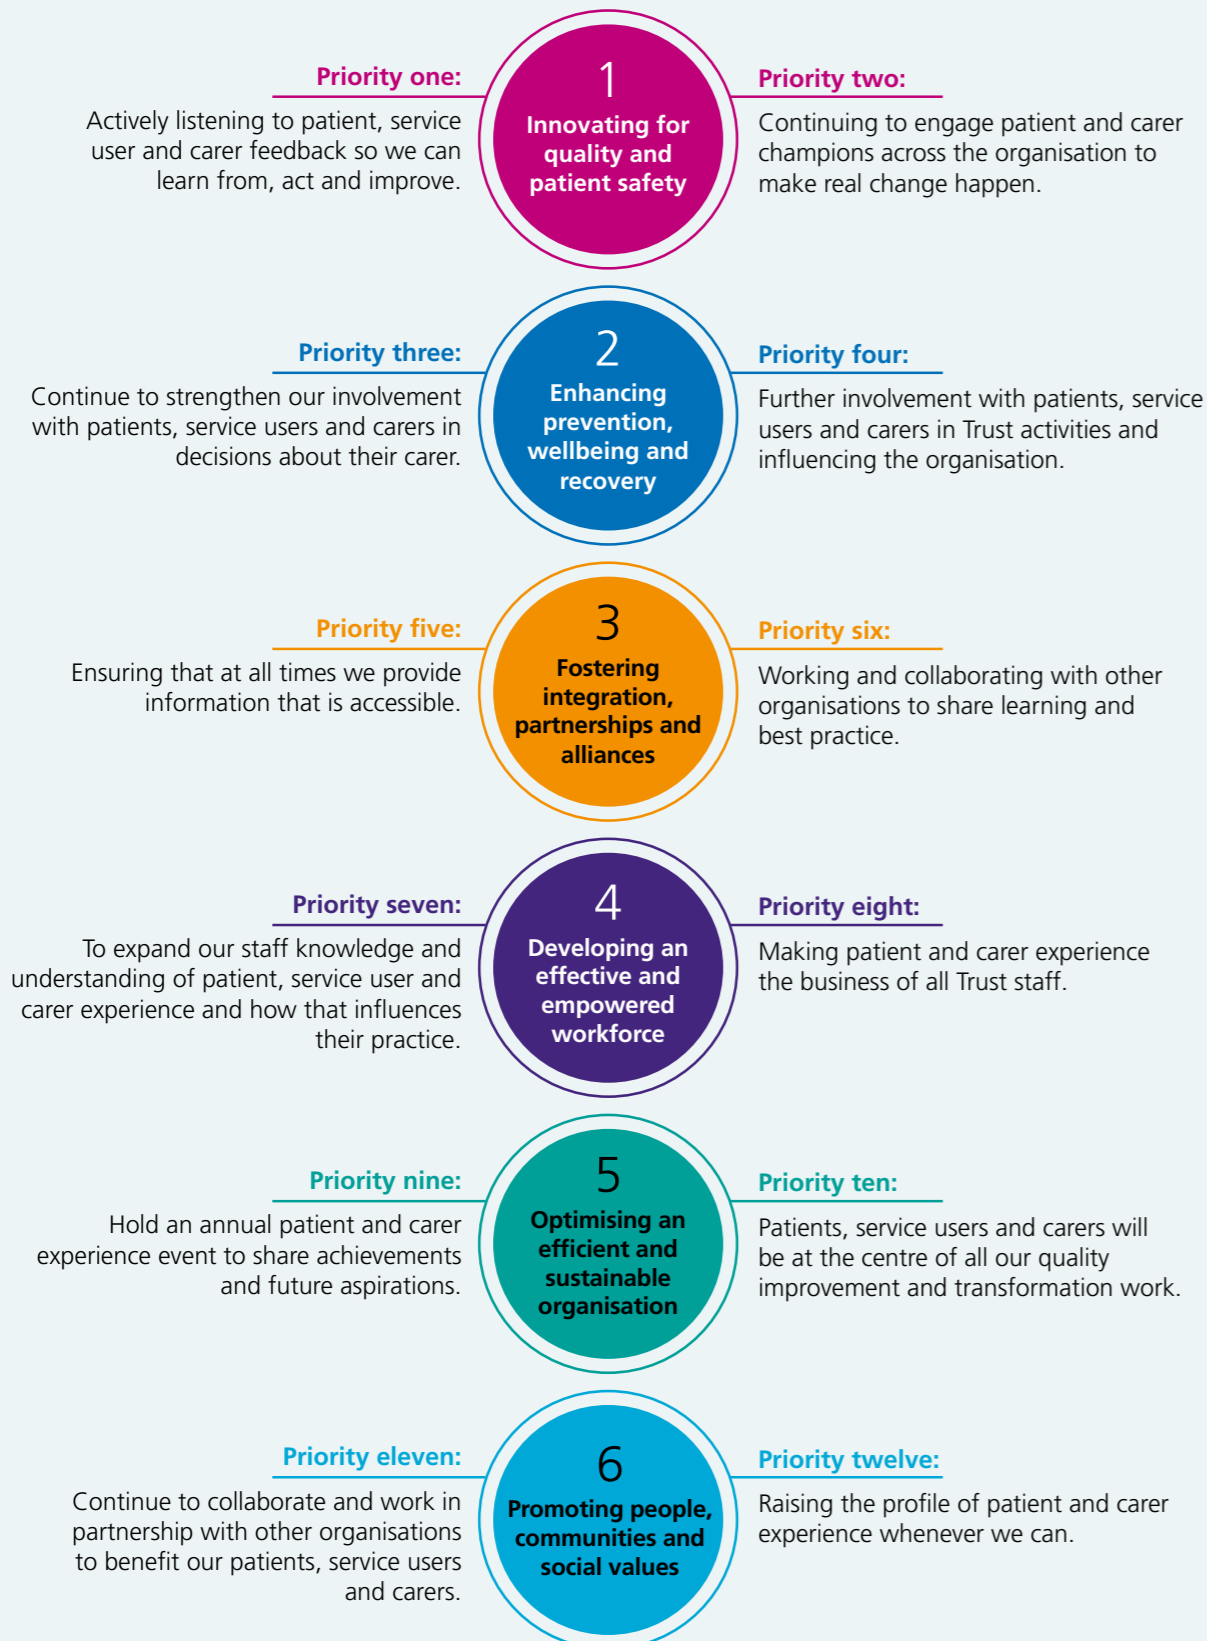 Priority one:
Actively listening to patient, service
user and carer feedback so we can
learn from, act and improve.
1
Innovating for
quality and
patient safety
Priority two:
Continuing to engage patient and carer
champions across the organisation to
make real change happen.
Priority three:
Continue to strengthen our involvement
with patients, service users and carers in
decisions about their carer.
2
Enhancing
prevention,
wellbeing and
recovery
Priority four:
Further involvement with patients, service
users and carers in Trust activities and
influencing the organisation.
Priority five:
Ensuring that at all times we provide
information that is accessible.
3
Fostering
integration,
partnerships and
alliances
Priority six:
Working and collaborating with other
organisations to share learning and
best practice.
Priority seven:
To expand our staff knowledge and
understanding of patient, service user and
carer experience and how that influences
their practice.
4
Developing an
effective and
empowered
workforce
Priority eight:
Making patient and carer experience
the business of all Trust staff.
Priority nine:
Hold an annual patient and carer
experience event to share achievements
and future aspirations.
5
Optimising an
efficient and
sustainable
organisation
Priority ten:
Patients, service users and carers will
be at the centre of all our quality
improvement and transformation work.
Priority eleven:
Continue to collaborate and work in
partnership with other organisations
to benefit our patients, service users
and carers.
6
Promoting people,
communities and
social values
Priority twelve:
Raising the profile of patient and carer
experience whenever we can.